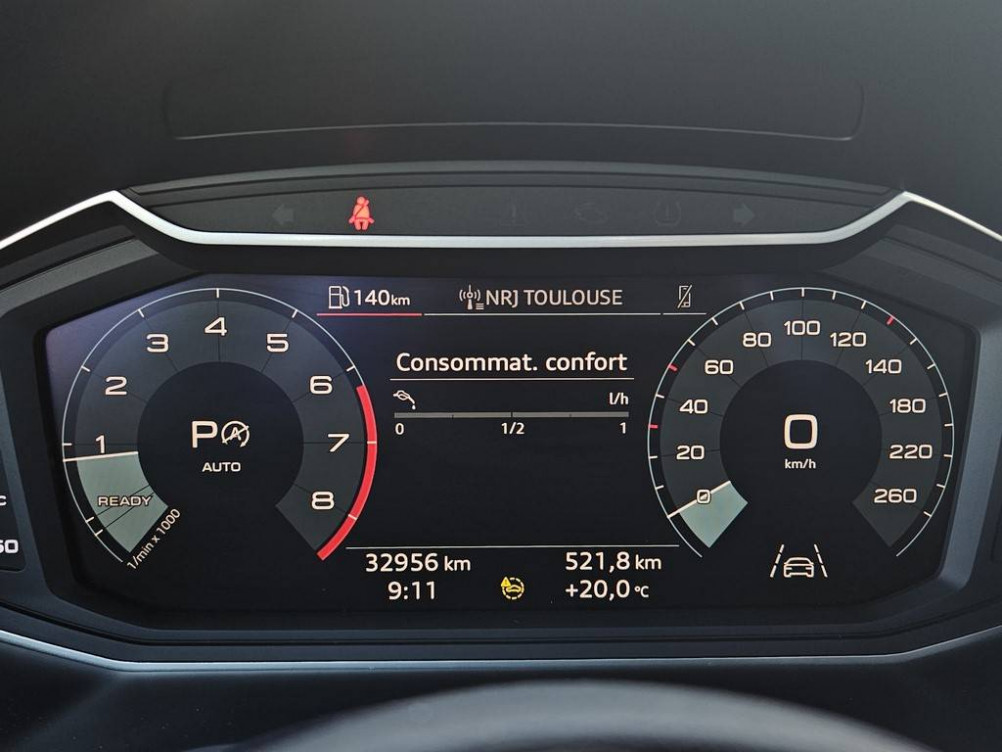 140km
NRJ TOULOUSE
Consommat. confort
l/h
0 1/2 1
1 2 3 4 5 6 7 8
READY
1/min x 1000
P A
AUTO
0 20 40 60 80 100 120 140 180 220 260
0
km/h
32956 km
521,8 km
9:11
+20,0 °C